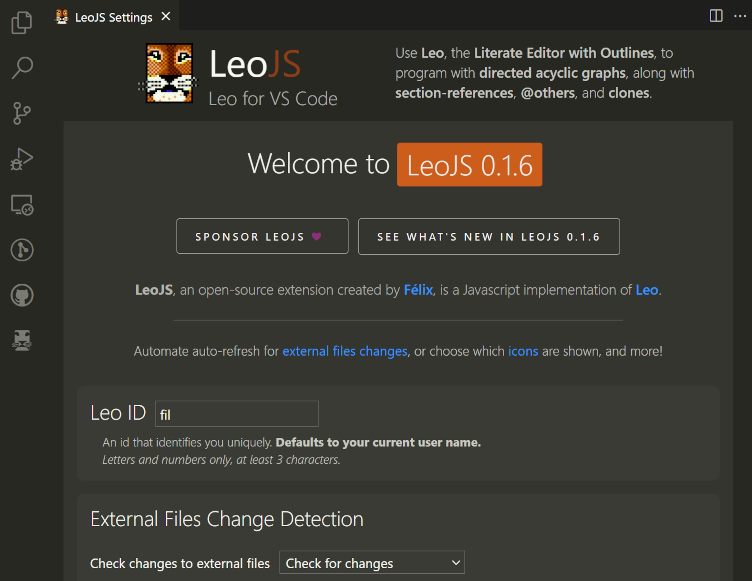 LeoJS Settings
LeoJS
Leo for VS Code
Use Leo, the Literate Editor with Outlines, to
program with directed acyclic graphs, along with
section-references, @others, and clones.
Welcome to LeoJS 0.1.6
SPONSOR LEOJS
SEE WHAT'S NEW IN LEOJS 0.1.6
LeoJS, an open-source extension created by Félix, is a Javascript implementation of Leo.
Automate auto-refresh for external files changes, or choose which icons are shown, and more!
Leo ID fil
An id that identifies you uniquely. Defaults to your current user name.
Letters and numbers only, at least 3 characters.
External Files Change Detection
Check changes to external files Check for changes